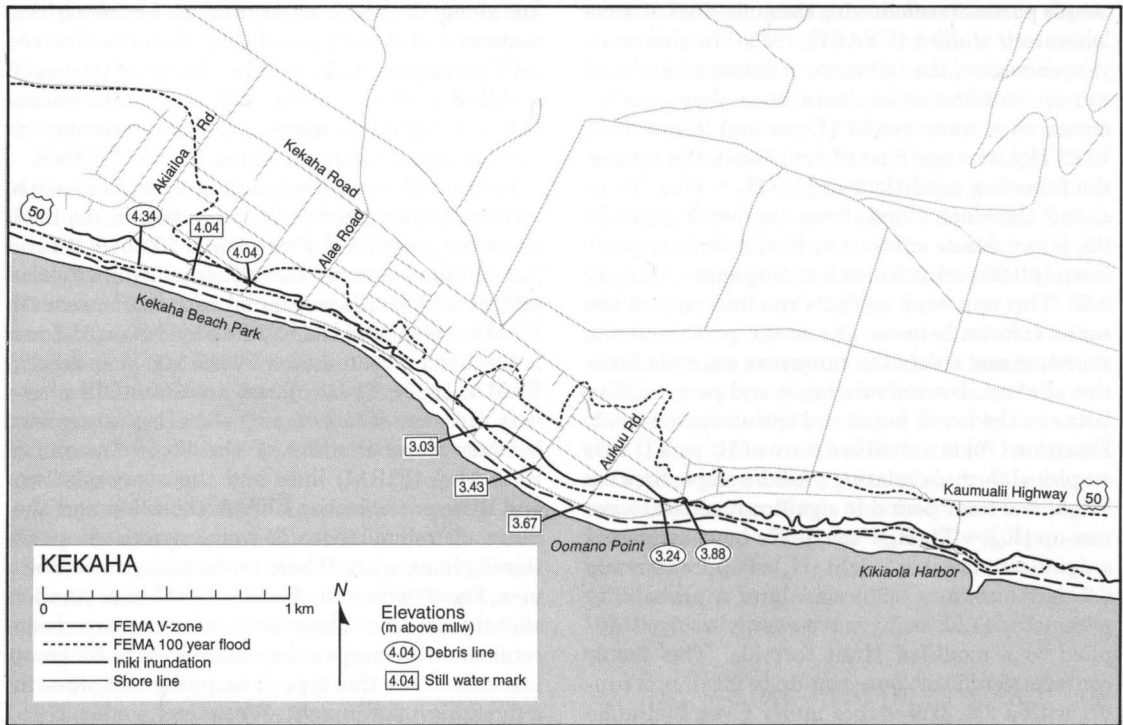 Akialoa Rd.
Kekaha Road
Alae Road
50
4.34
4.04
4.04
Kekaha Beach Park
3.03
3.43
3.67
Aukuu Rd.
Oomano Point
3.24
3.88
Kaumualii Highway
50
Kikiaola Harbor
KEKAHA
0
1 km
N
FEMA V-zone
FEMA 100 year flood
Iniki inundation
Shore line
Elevations
(m above mllw)
4.04 Debris line
4.04 Still water mark